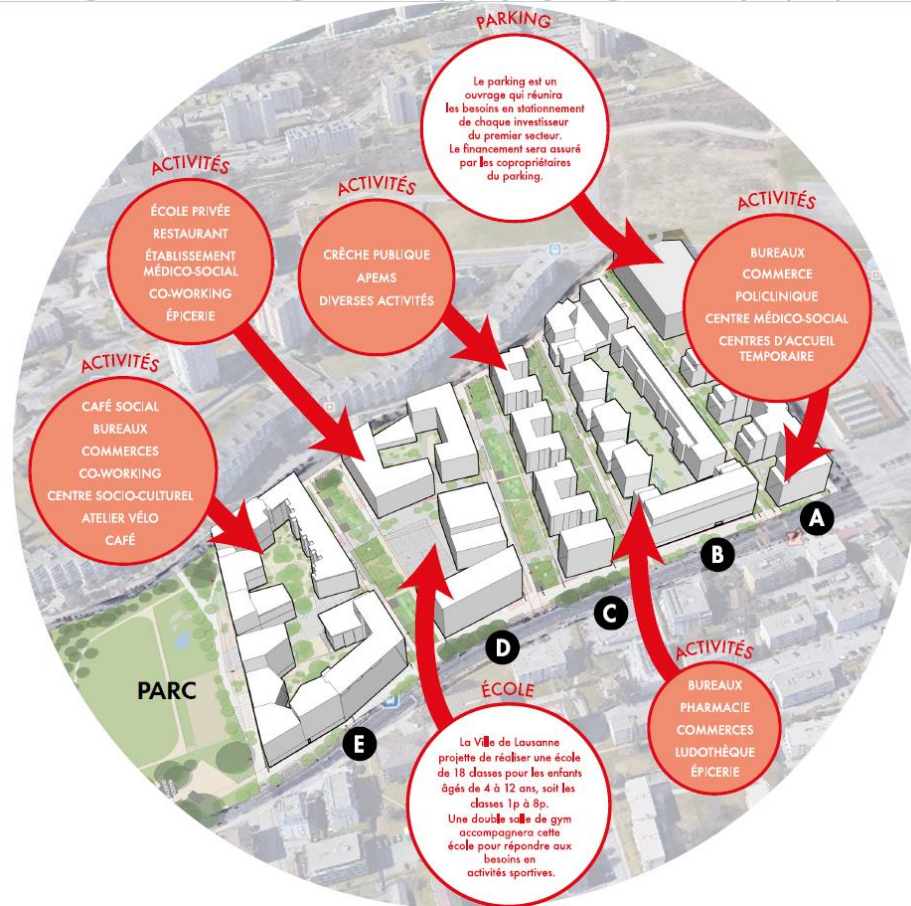 PARKING
Le parking est un
ouvrage qui réunira
les besoins en stationnement
de chaque investisseur
du premier secteur.
Le financement sera assuré
par les copropriétaires
du parking.
ACTIVITÉS
ÉCOLE PRIVÉE
RESTAURANT
ÉTABLISSEMENT
MÉDICO-SOCIAL
CO-WORKING
ÉPICERIE
ACTIVITÉS
CRÈCHE PUBLIQUE
APEMS
DIVERSES ACTIVITÉS
ACTIVITÉS
BUREAUX
COMMERCE
POLICLINIQUE
CENTRE MÉDICO-SOCIAL
CENTRES D'ACCUEIL
TEMPORAIRE
ACTIVITÉS
CAFÉ SOCIAL
BUREAUX
COMMERCES
CO-WORKING
CENTRE SOCIO-CULTUREL
ATELIER VÉLO
CAFÉ
A
B
C
D
E
PARC
ÉCOLE
La Ville de Lausanne
projette de réaliser une école
de 18 classes pour les enfants
âgés de 4 à 12 ans, soit les
classes 1p à 8p.
Une double salle de gym
accompagnera cette
école pour répondre aux
besoins en
activités sportives.
ACTIVITÉS
BUREAUX
PHARMACIE
COMMERCES
LUDOTHÈQUE
ÉPICERIE